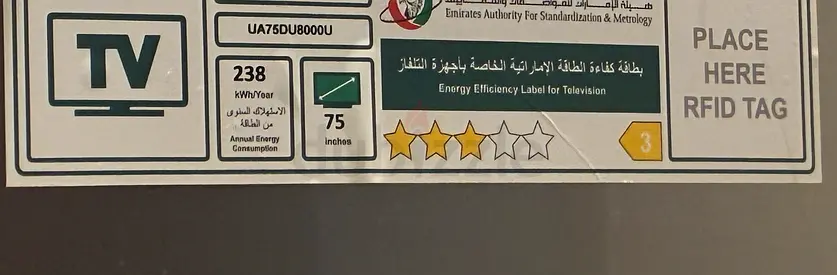 Emirates Authority For Standardization & Metrology
UA75DU8000U
TV
238
kWh/Year
الاستهلاك السنوي
من الطاقة
Annual Energy
Consumption
75
inches
بطاقة كفاءة الطاقة الإماراتية الخاصة بأجهزة التلفاز
Energy Efficiency Label for Television
3
PLACE
HERE
RFID TAG